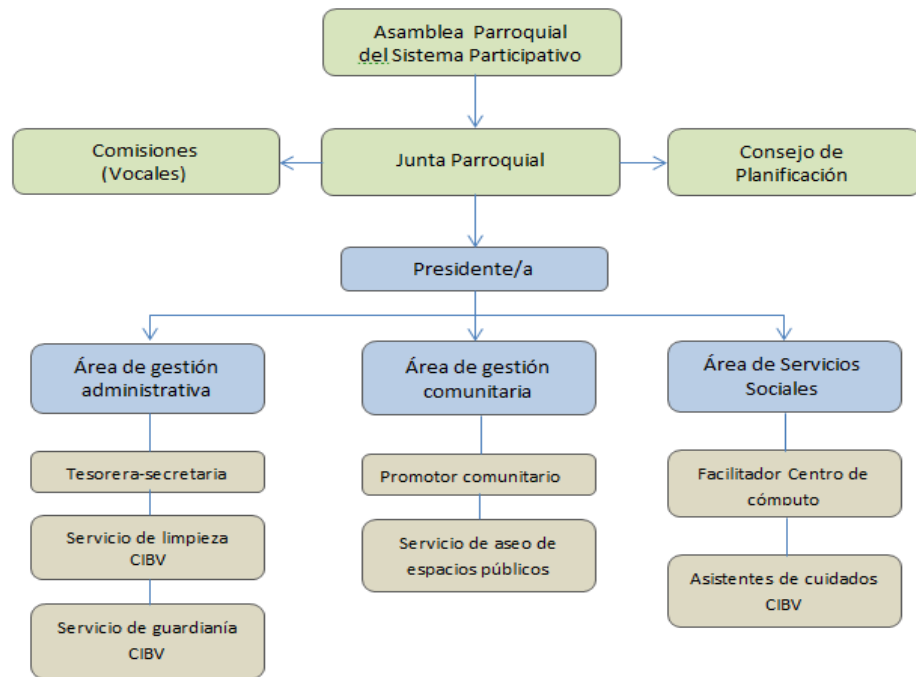 Asamblea Parroquial
del Sistema Participativo
Comisiones
(Vocales)
Junta Parroquial
Consejo de
Planificación
Presidente/a
Área de gestión
administrativa
Área de gestión
comunitaria
Área de Servicios
Sociales
Tesorera-secretaria
Promotor comunitario
Facilitador Centro de
cómputo
Servicio de limpieza
CIBV
Servicio de aseo de
espacios públicos
Asistentes de cuidados
CIBV
Servicio de guardianía
CIBV